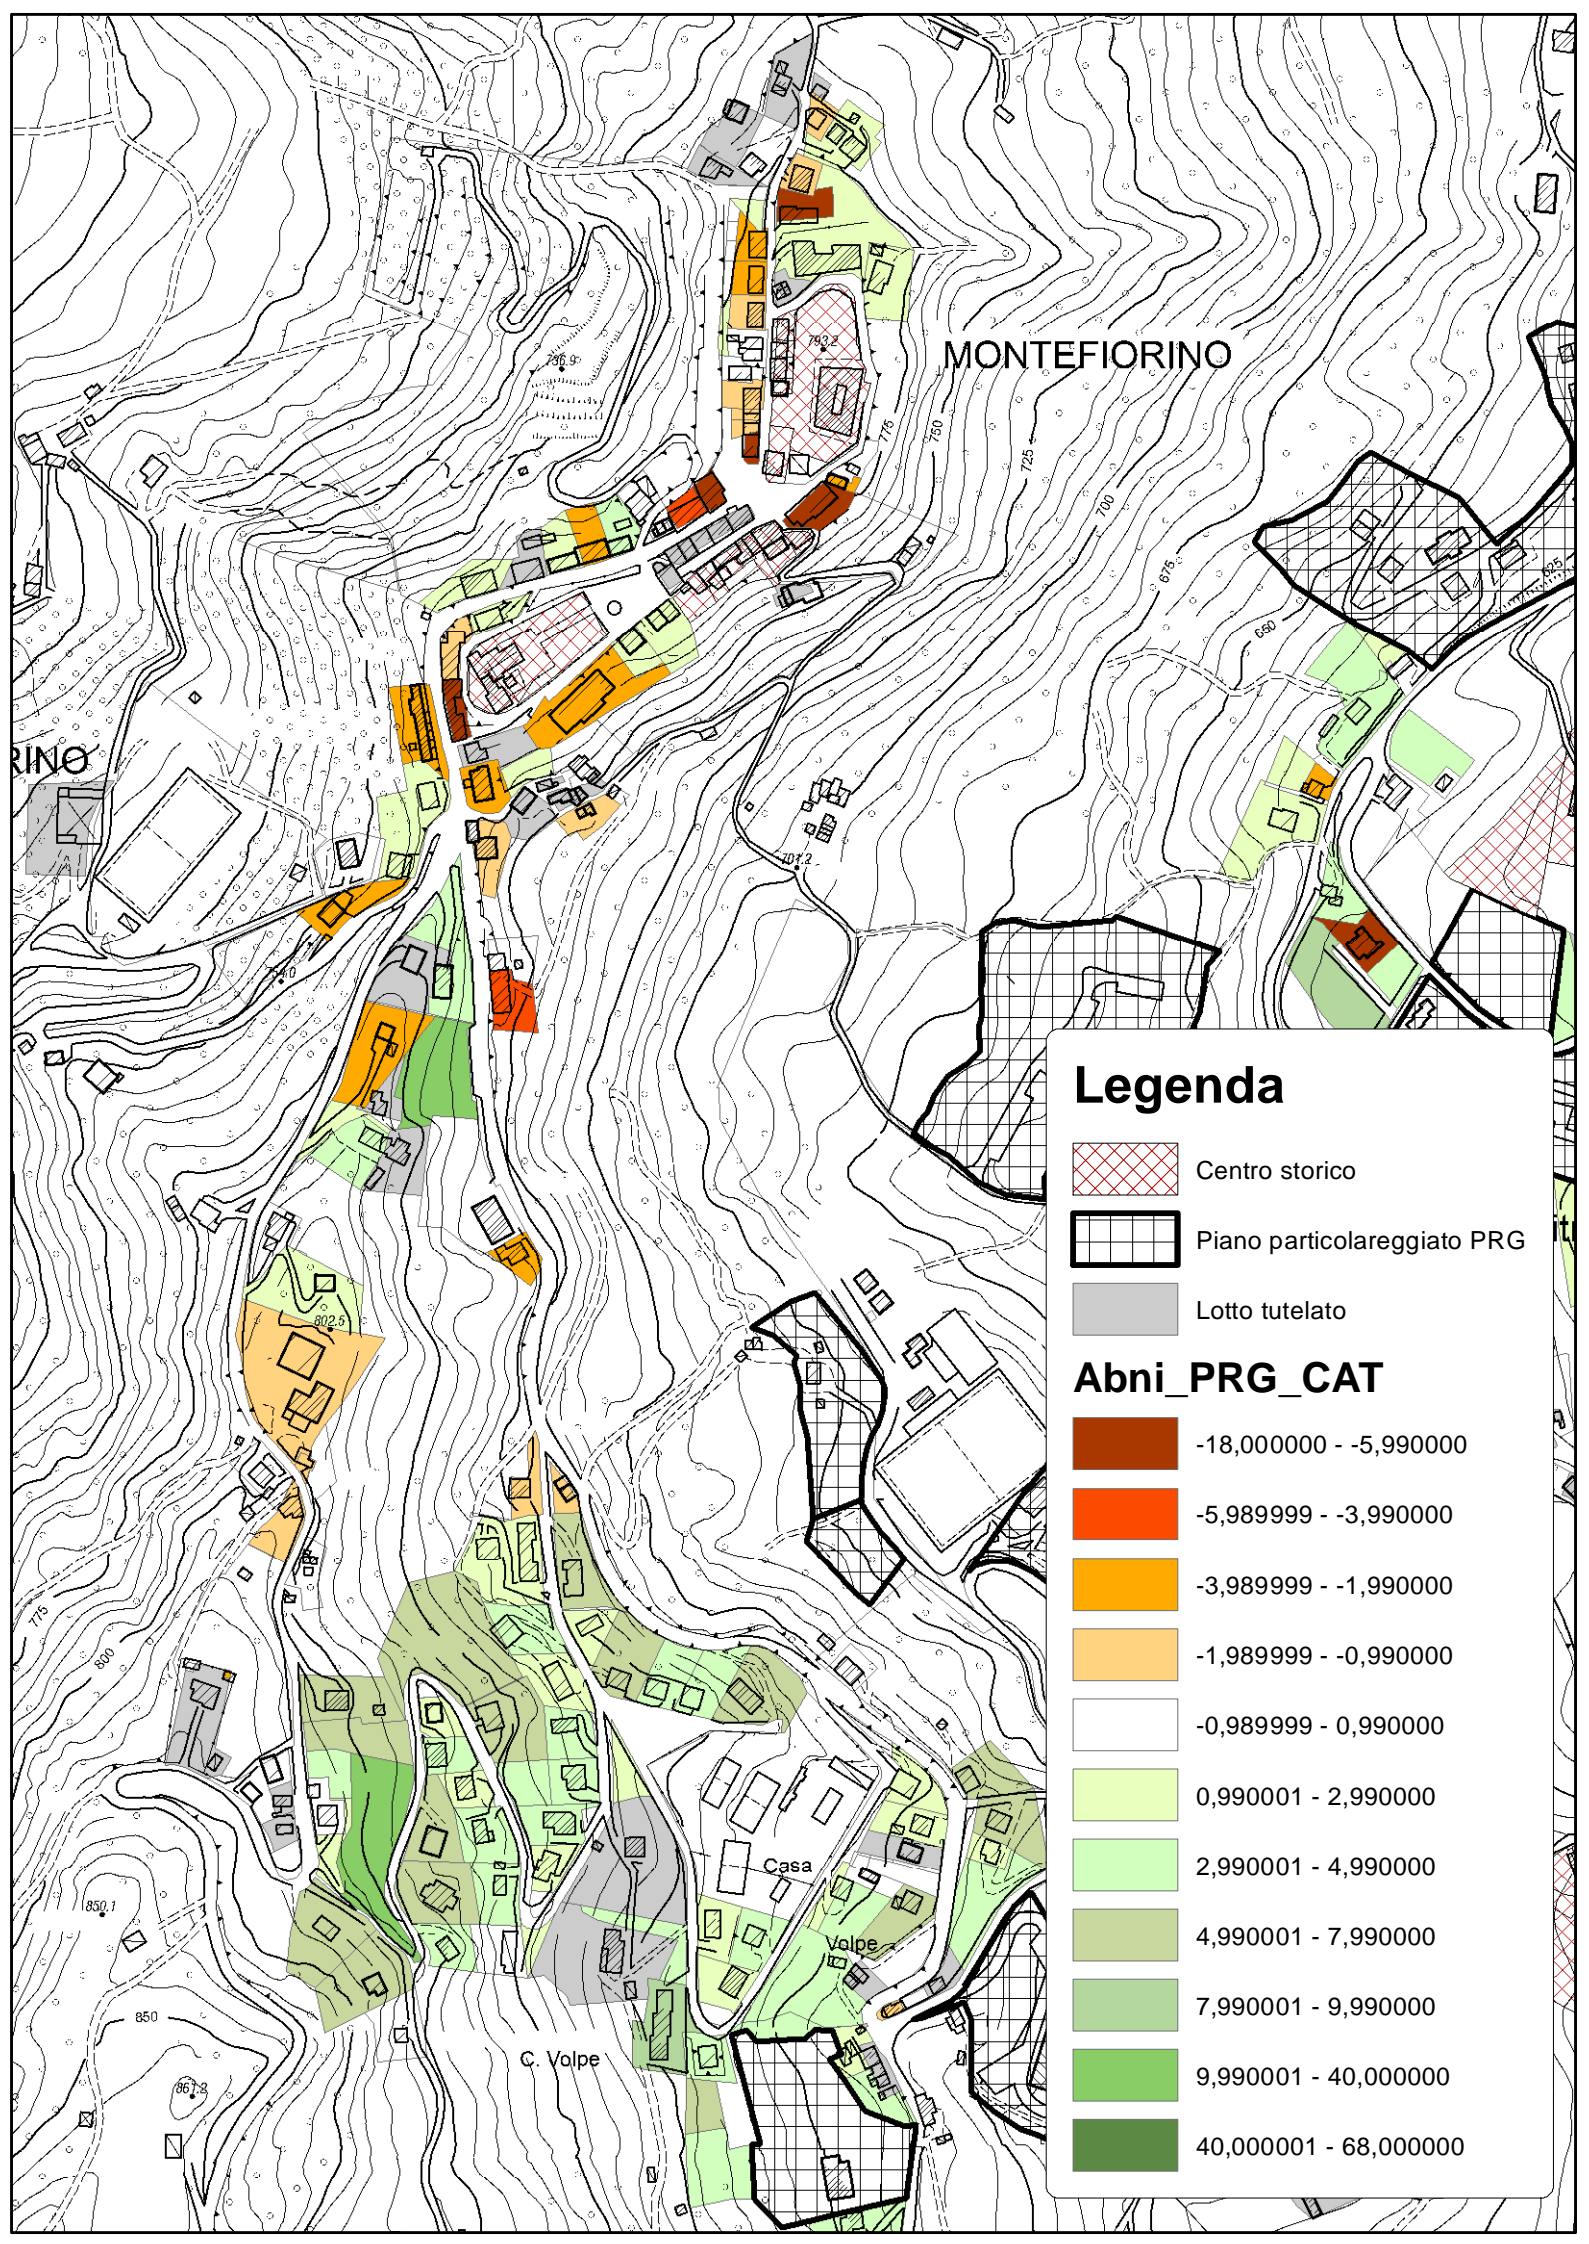 793.2
736.9
MONTEFIORINO
775
750
725
700
675
650
625
RINO
701.2
754.0
802.5
775
800
850.1
850
861.2
Casa
Volpe
C. Volpe
Legenda
Centro storico
Piano particolareggiato PRG
Lotto tutelato
Abni_PRG_CAT
-18,000000 - -5,990000
-5,989999 - -3,990000
-3,989999 - -1,990000
-1,989999 - -0,990000
-0,989999 - 0,990000
0,990001 - 2,990000
2,990001 - 4,990000
4,990001 - 7,990000
7,990001 - 9,990000
9,990001 - 40,000000
40,000001 - 68,000000